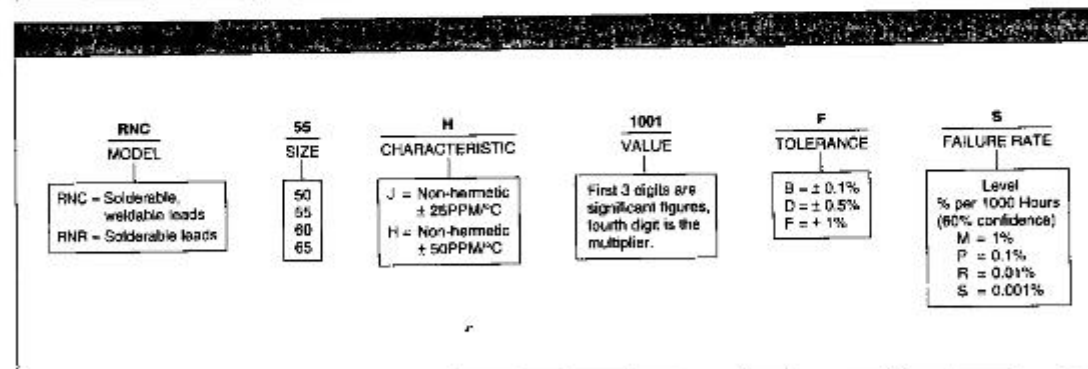 RNC
MODEL
RNC = Solderable,
weldable leads
RNR = Solderable leads
55
SIZE
50
55
60
65
H
CHARACTERISTIC
J = Non-hermetic
± 25PPM/°C
H = Non-hermetic
± 50PPM/°C
1001
VALUE
First 3 digits are
significant figures,
fourth digit is the
multiplier.
F
TOLERANCE
B = ± 0.1%
D = ± 0.5%
F = ± 1%
S
FAILURE RATE
Level
% per 1000 Hours
(60% confidence)
M = 1%
P = 0.1%
R = 0.01%
S = 0.001%